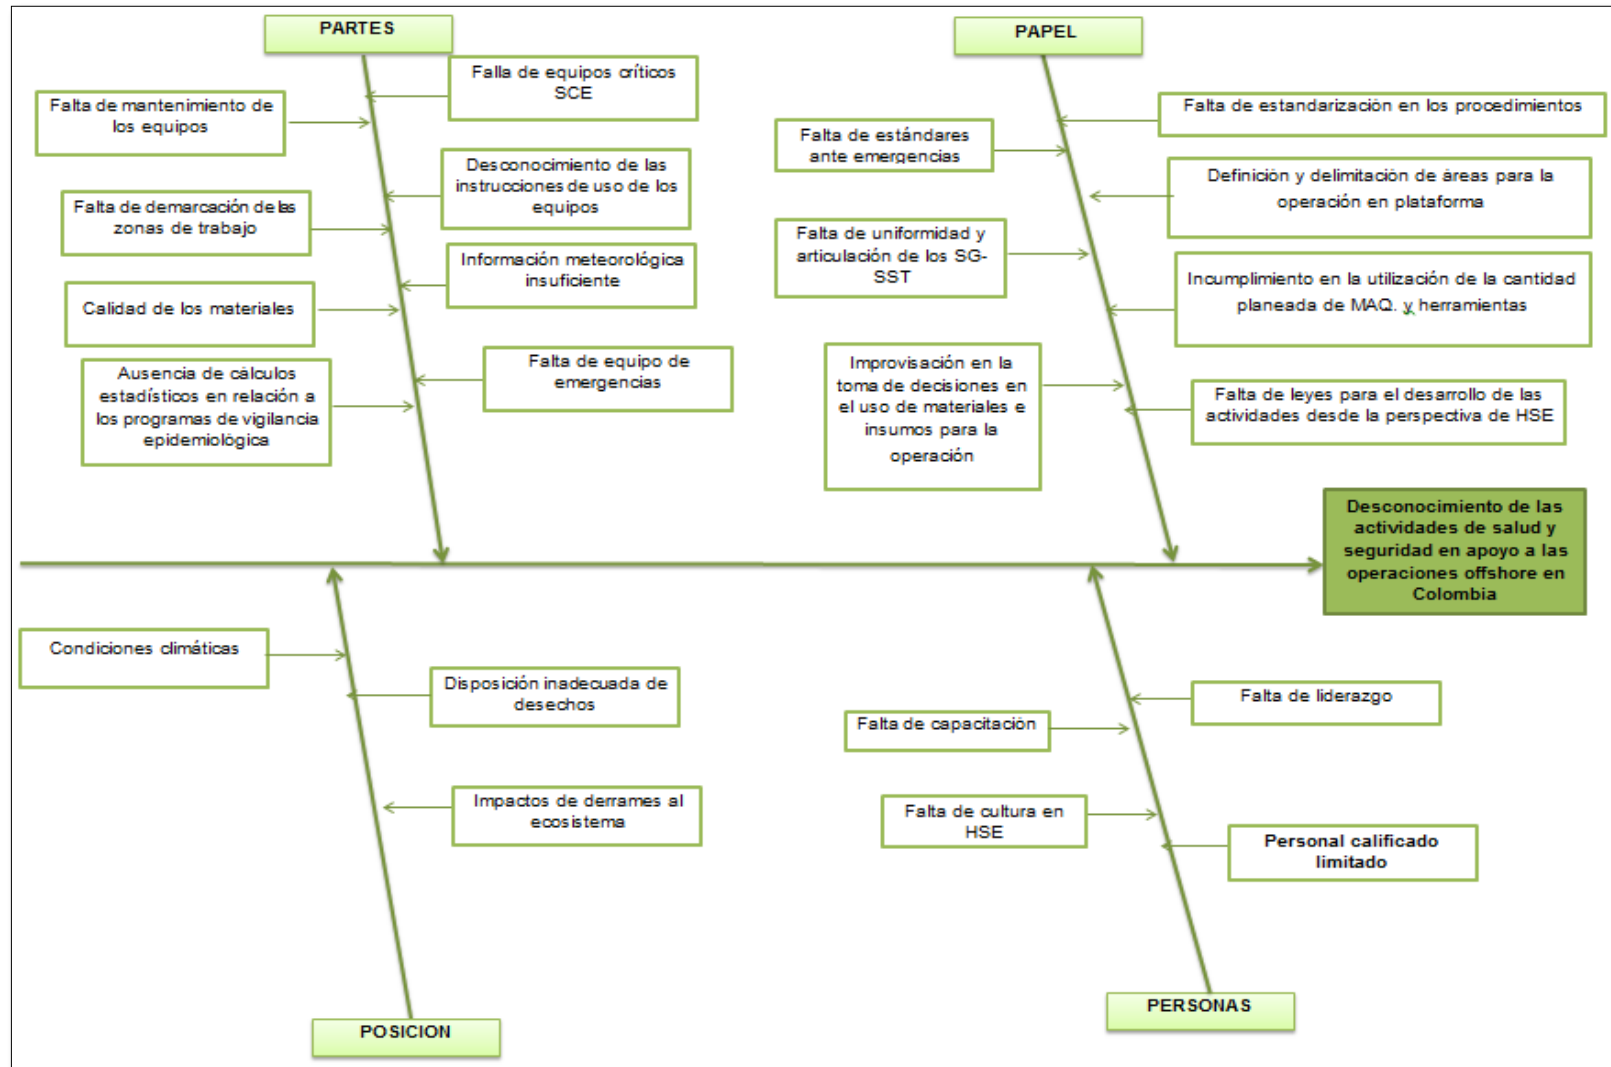 PARTES
Falla de equipos críticos
SCE
Falta de mantenimiento de
los equipos
Desconocimiento de las
instrucciones de uso de los
equipos
Falta de demarcación de las
zonas de trabajo
Información meteorológica
insuficiente
Calidad de los materiales
Falta de equipo de
emergencias
Ausencia de cálculos
estadísticos en relación a
los programas de vigilancia
epidemiológica
PAPEL
Falta de estandarización en los procedimientos
Falta de estándares
ante emergencias
Definición y delimitación de áreas para la
operación en plataforma
Falta de uniformidad y
articulación de los SG-
SST
Incumplimiento en la utilización de la cantidad
planeada de MAQ. y herramientas
Improvisación en la
toma de decisiones en
el uso de materiales e
insumos para la
operación
Falta de leyes para el desarrollo de las
actividades desde la perspectiva de HSE
Desconocimiento de las
actividades de salud y
seguridad en apoyo a las
operaciones offshore en
Colombia
Condiciones climáticas
Disposición inadecuada de
desechos
Impactos de derrames al
ecosistema
POSICION
Falta de liderazgo
Falta de capacitación
Falta de cultura en
HSE
Personal calificado
limitado
PERSONAS